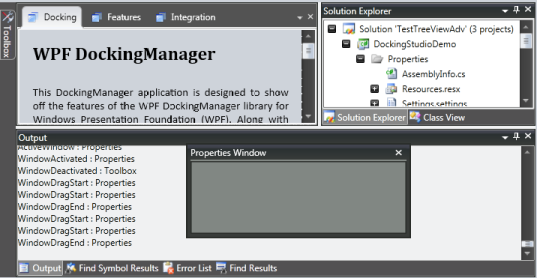 Toolbox
Docking
Features
Integration
WPF DockingManager
This DockingManager application is designed to show
off the features of the WPF DockingManager library for
Windows Presentation Foundation (WPF). Along with
Solution Explorer
Solution 'TestTreeViewAdv' (3 projects)
DockingStudioDemo
Properties
AssemblyInfo.cs
Resources.resx
Settings.settings
Solution Explorer
Class View
Output
ActiveWindow : Properties
WindowActivated : Properties
WindowDeactivated : Toolbox
WindowDragStart : Properties
WindowDragEnd : Properties
WindowDragStart : Properties
WindowDragEnd : Properties
WindowDragStart : Properties
WindowDragEnd : Properties
Properties Window
Output
Find Symbol Results
Error List
Find Results